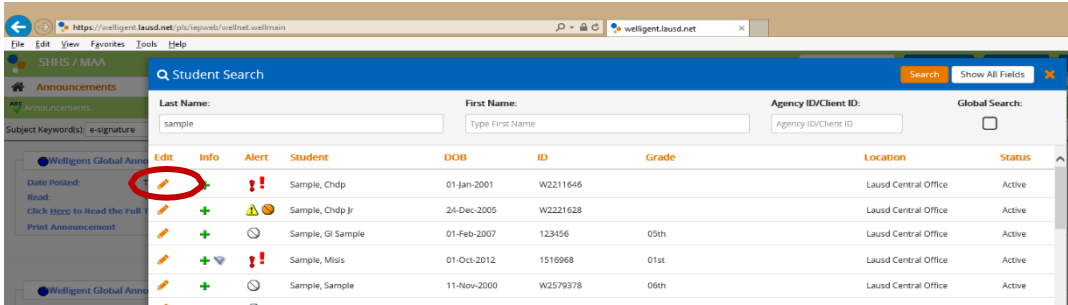 https://welligent.lausd.net/pls/iepweb/wellnet.wellmain
welligent.lausd.net
File Edit View Favorites Tools Help
SHHS / MAA
Student Search
Search Show All Fields
Announcements
ABC Announcements
Last Name: First Name: Agency ID/Client ID: Global Search:
Subject Keyword(s): e-signature
sample Type First Name Agency ID/Client ID
Edit Info Alert Student DOB ID Grade Location Status
Welligent Global Anno
Date Posted: T
Sample, Chdp 01-Jan-2001 W2211646 Lausd Central Office Active
Read:
Click Here to Read the Full T
Sample, Chdp Jr 24-Dec-2005 W2221628 Lausd Central Office Active
Print Announcement
Sample, GI Sample 01-Feb-2007 123456 05th Lausd Central Office Active
Sample, Misis 01-Oct-2012 1516968 01st Lausd Central Office Active
Welligent Global Anno
Sample, Sample 11-Nov-2000 W2579378 06th Lausd Central Office Active